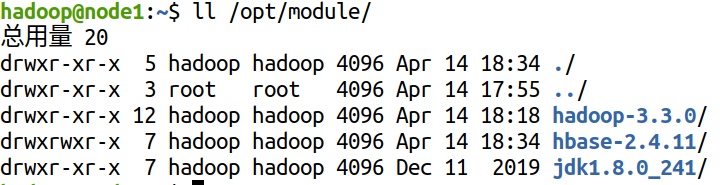 hadoop@node1:~$ ll /opt/module/
总用量 20
drwxr-xr-x  5 hadoop hadoop 4096 Apr 14 18:34 ./
drwxr-xr-x  3 root   root   4096 Apr 14 17:55 ../
drwxr-xr-x 12 hadoop hadoop 4096 Apr 14 18:18 hadoop-3.3.0/
drwxrwxr-x  7 hadoop hadoop 4096 Apr 14 18:34 hbase-2.4.11/
drwxr-xr-x  7 hadoop hadoop 4096 Dec 11  2019 jdk1.8.0_241/